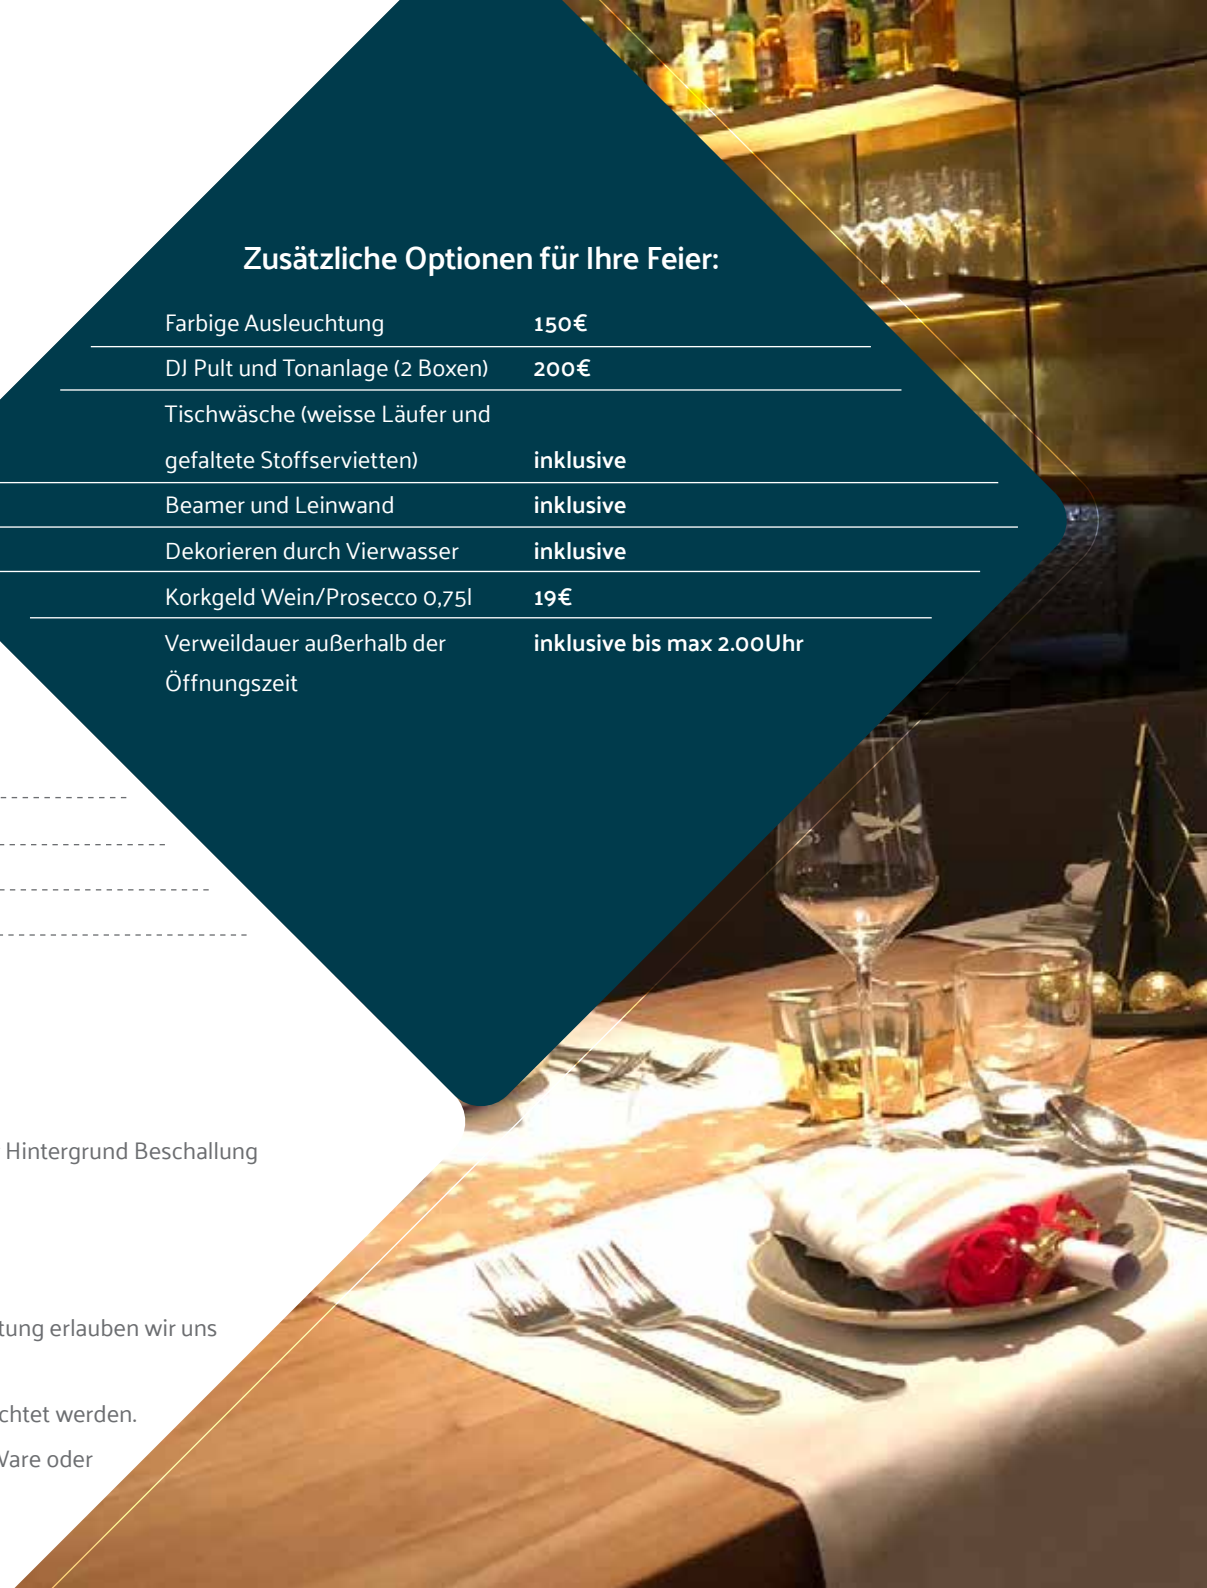 Zusätzliche Optionen für Ihre Feier:
Farbige Ausleuchtung 150€
DJ Pult und Tonanlage (2 Boxen) 200€
Tischwäsche (weisse Läufer und
gefaltete Stoffservietten) inklusive
Beamer und Leinwand inklusive
Dekorieren durch Vierwasser inklusive
Korkgeld Wein/Prosecco 0,75l 19€
Verweildauer außerhalb der inklusive bis max 2.00Uhr
Öffnungszeit
Hintergrund Beschallung
tung erlauben wir uns
chtet werden.
Ware oder